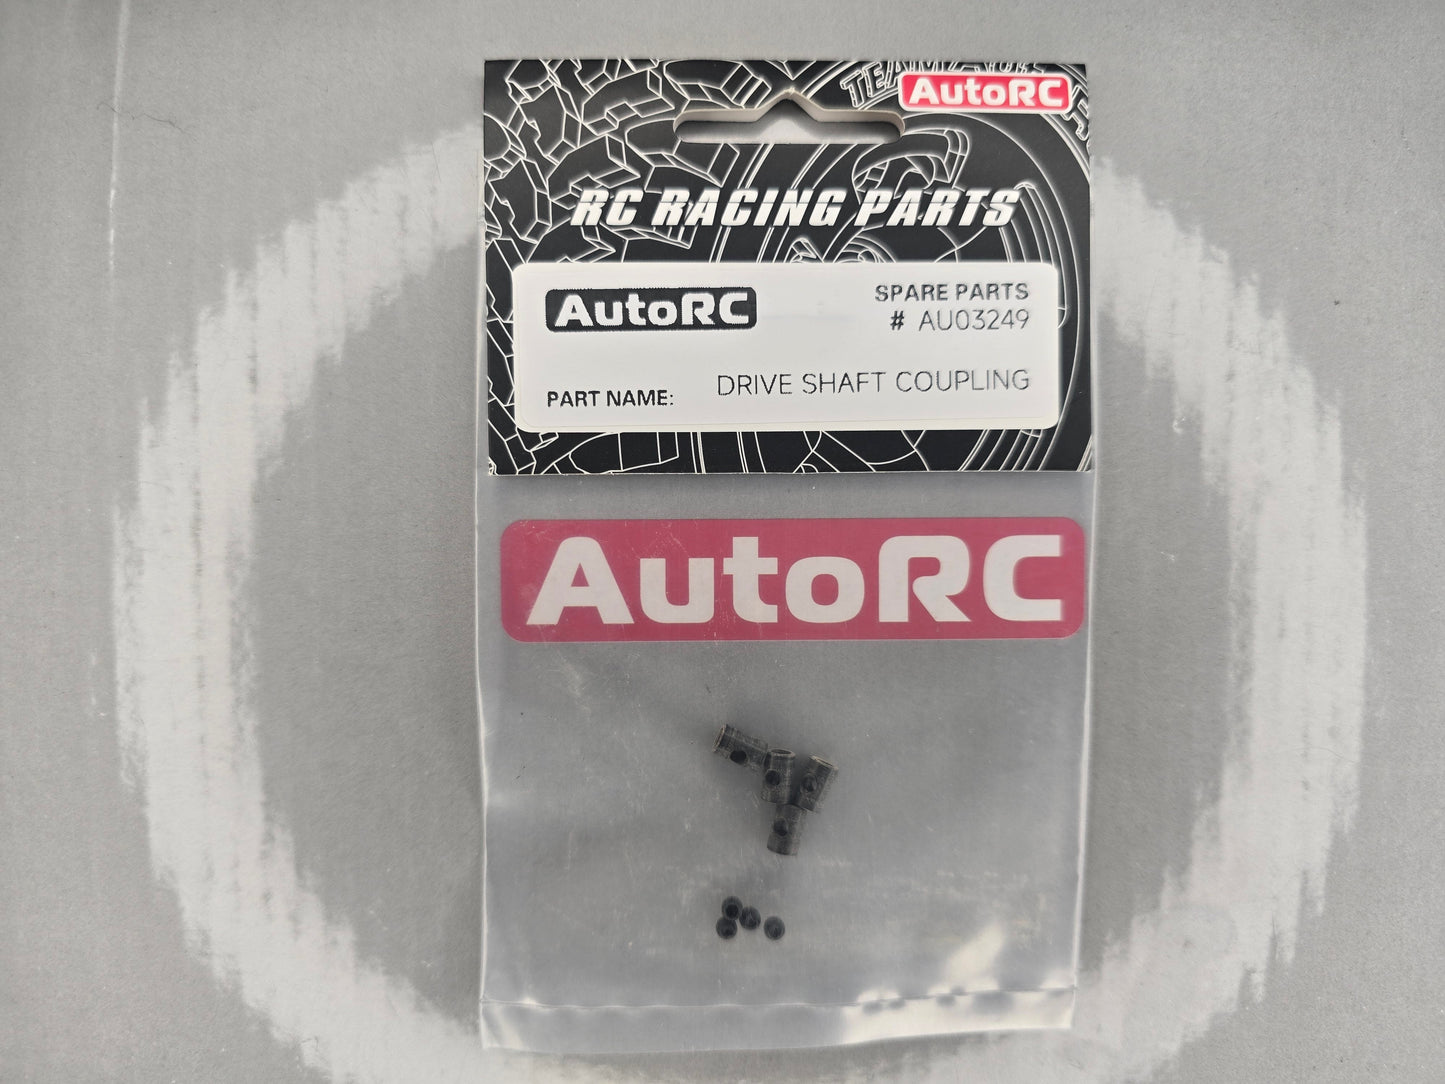 AutoRC
RC RACING PARTS
AutoRC
SPARE PARTS
# AU03249
PART NAME: DRIVE SHAFT COUPLING
AutoRC